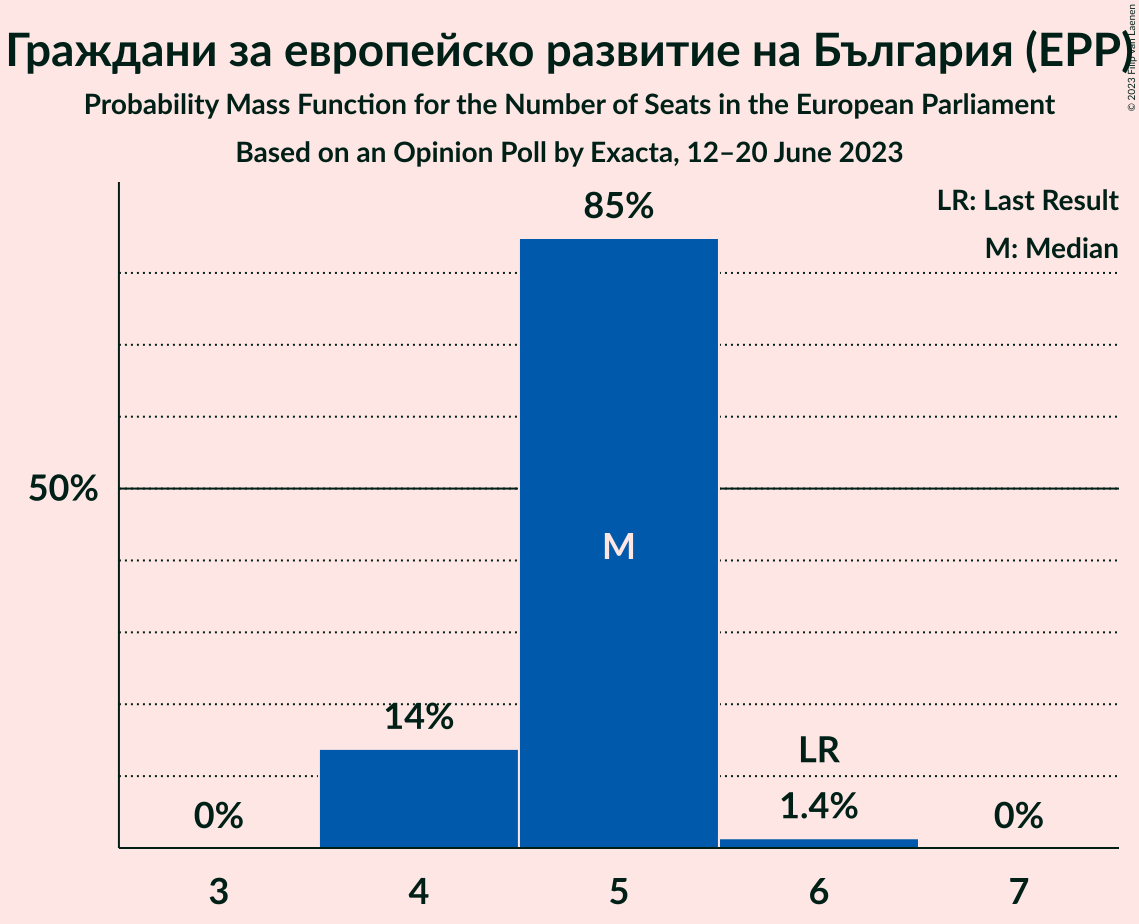 Граждани за европейско развитие на България (EPP)
© 2023 Filip van Laenen
Probability Mass Function for the Number of Seats in the European Parliament
Based on an Opinion Poll by Exacta, 12–20 June 2023
LR: Last Result
M: Median
85%
50%
M
14%
LR
0%
1.4%
0%
3 4 5 6 7